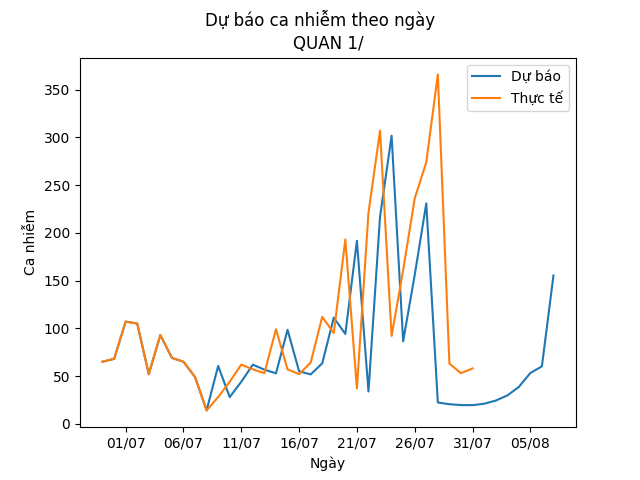 Dự báo ca nhiễm theo ngày
QUAN 1/
Dự báo
Thực tế
Ca nhiễm
350
300
250
200
150
100
50
0
01/07 06/07 11/07 16/07 21/07 26/07 31/07 05/08
Ngày